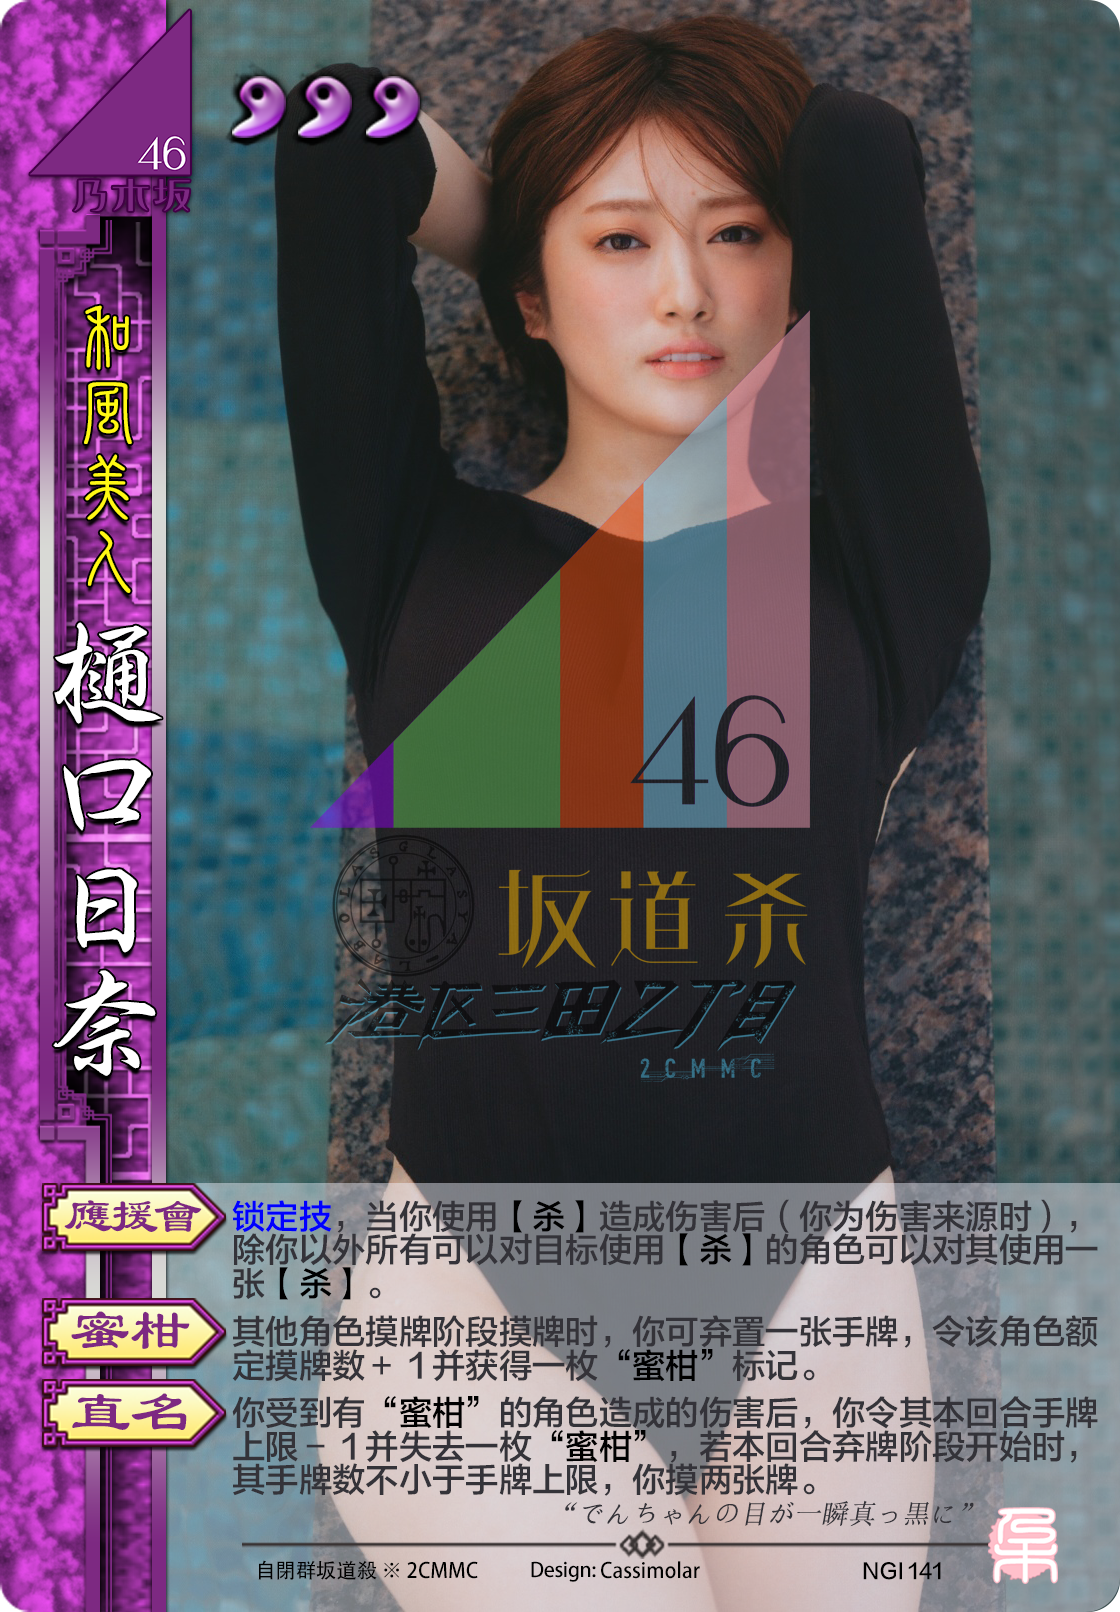 46
乃木坂
和風美人
樋口日奈
46
坂道杀
港区三田2丁目
2CMMC
應援會
锁定技，当你使用【杀】造成伤害后（你为伤害来源时），
除你以外所有可以对目标使用【杀】的角色可以对其使用一
张【杀】。
蜜柑
其他角色摸牌阶段摸牌时，你可弃置一张手牌，令该角色额
定摸牌数+1并获得一枚“蜜柑”标记。
真名
你受到有“蜜柑”的角色造成的伤害后，你令其本回合手牌
上限-1并失去一枚“蜜柑”，若本回合弃牌阶段开始时，
其手牌数不小于手牌上限，你摸两张牌。
“でんちゃんの目が一瞬真っ黒に”
自閉群坂道殺 ※ 2CMMC Design: Cassimolar NGI 141